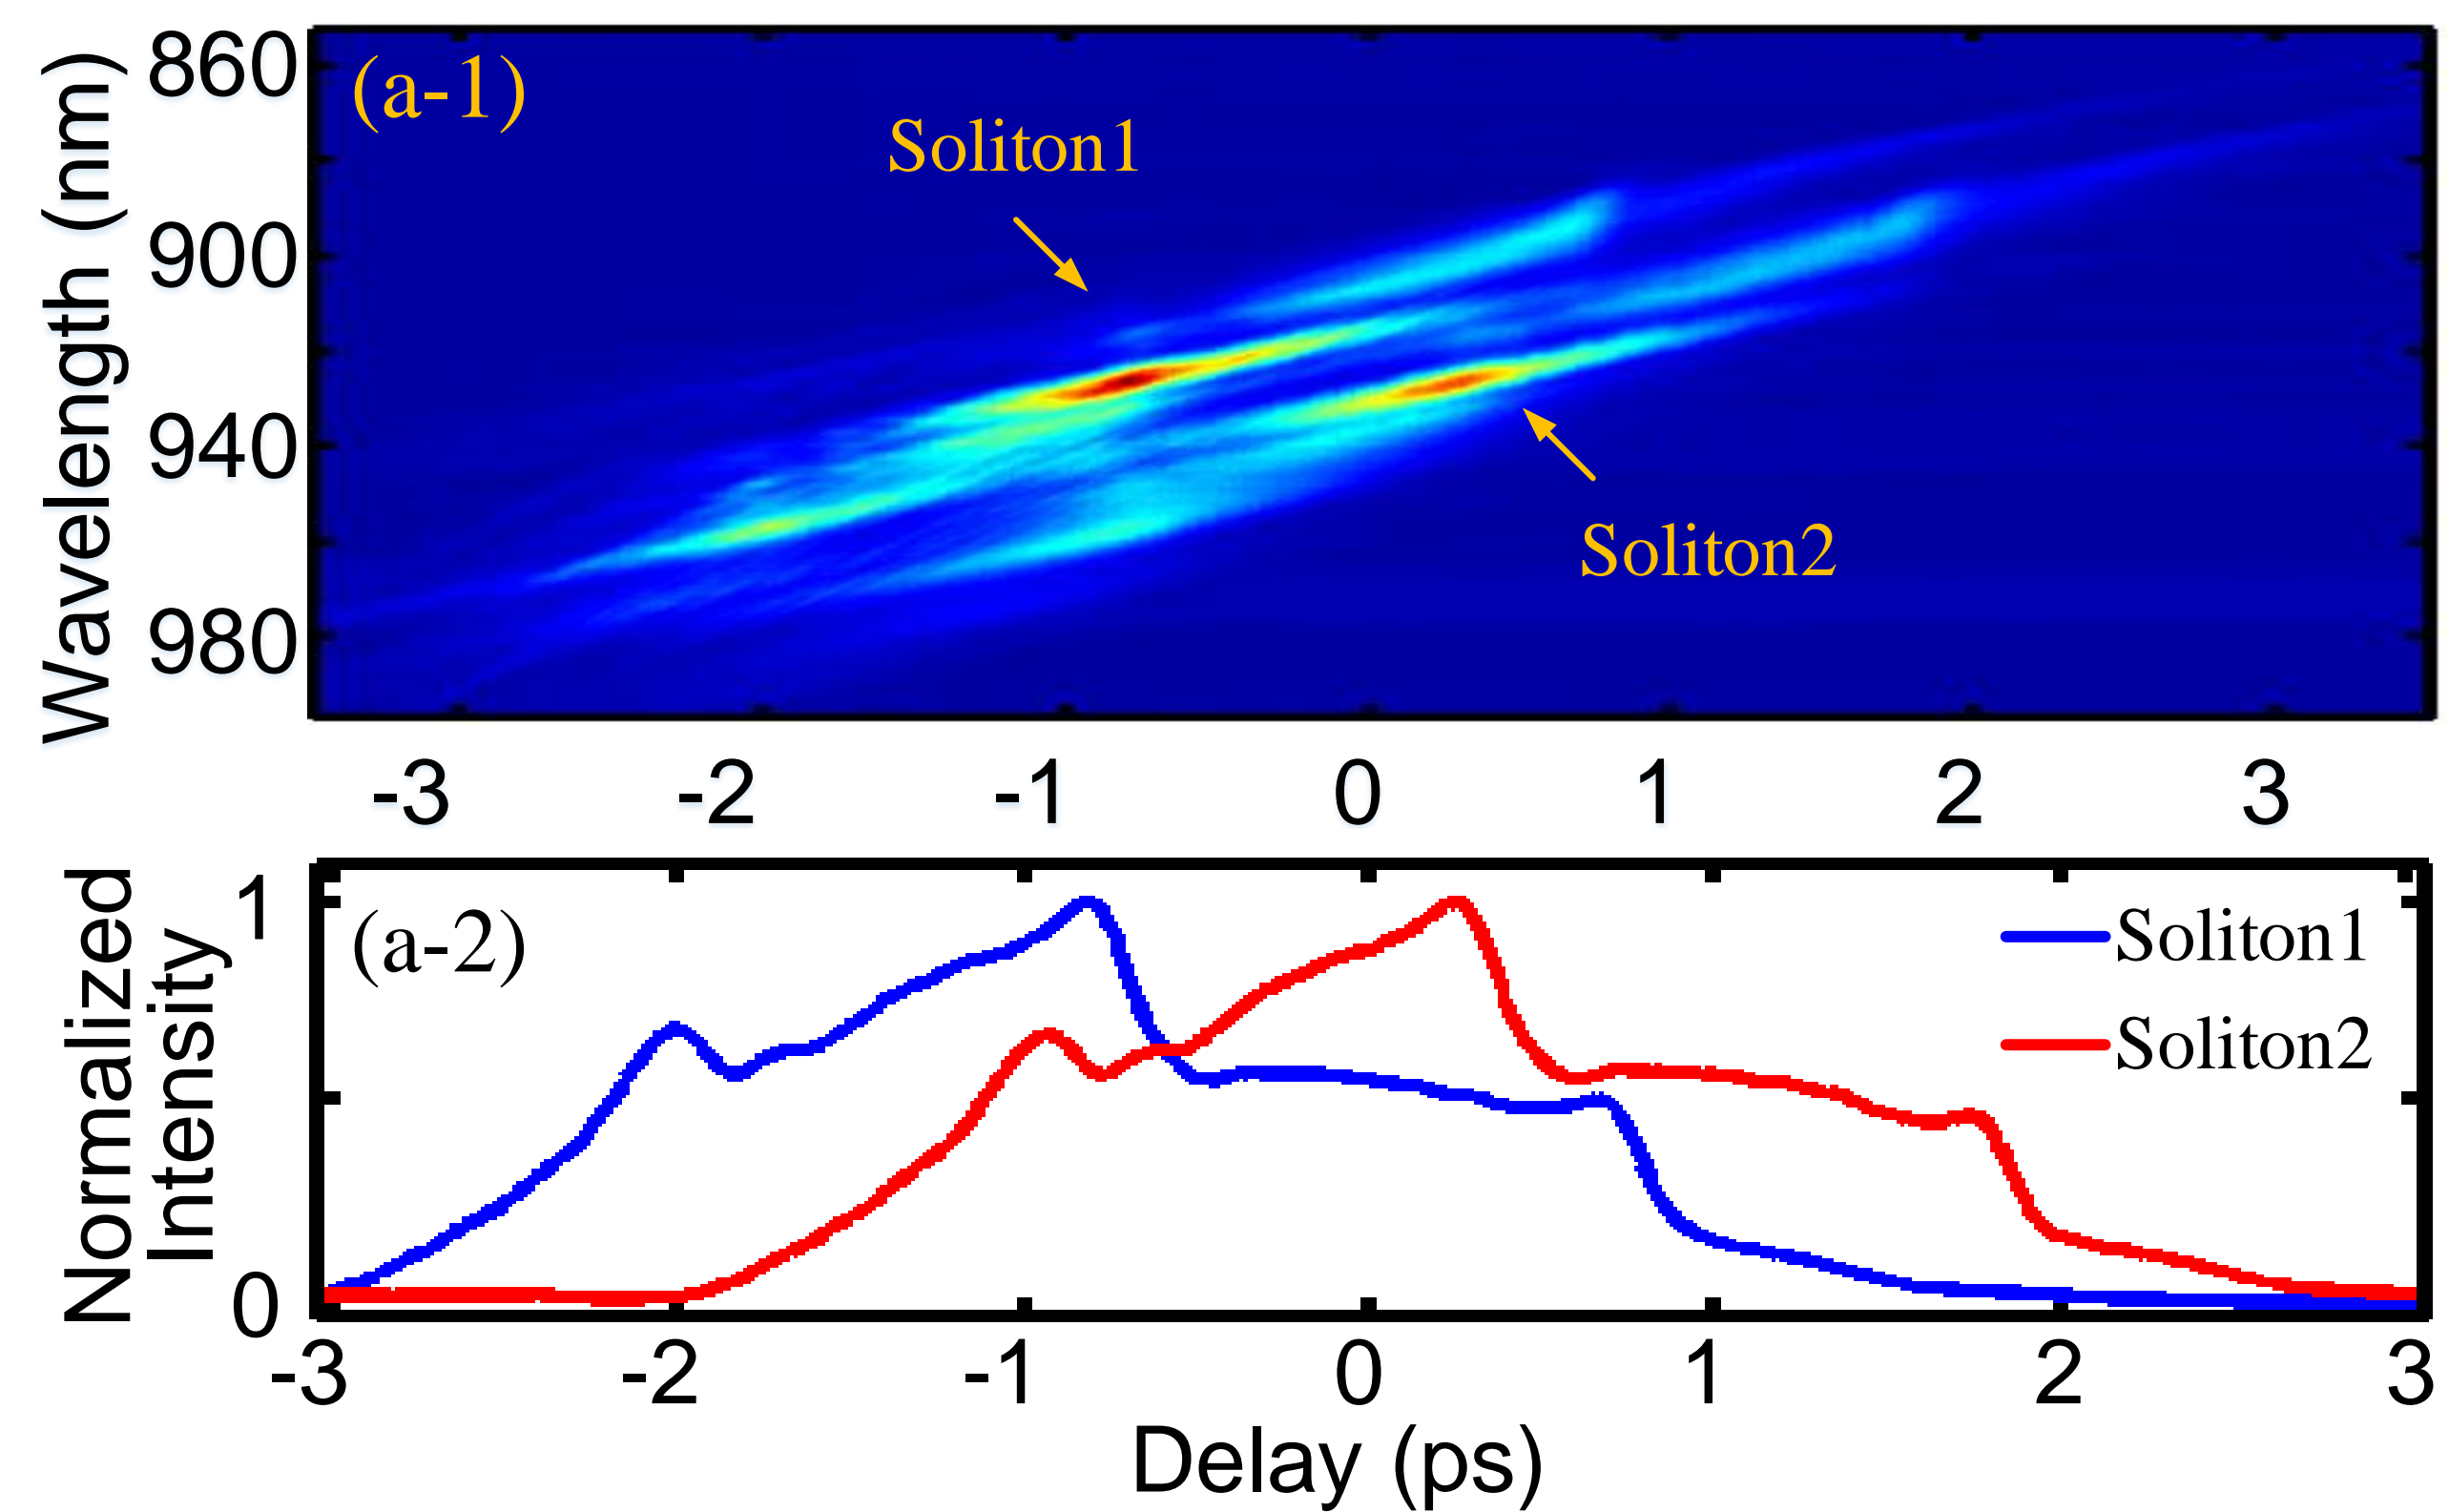 (a-1)
Soliton1
Soliton2
Wavelength (nm)
860
900
940
980
-3 -2 -1 0 1 2 3
(a-2)
Soliton1
Soliton2
Normalized
Intensity
1
0
-3 -2 -1 0 1 2 3
Delay (ps)